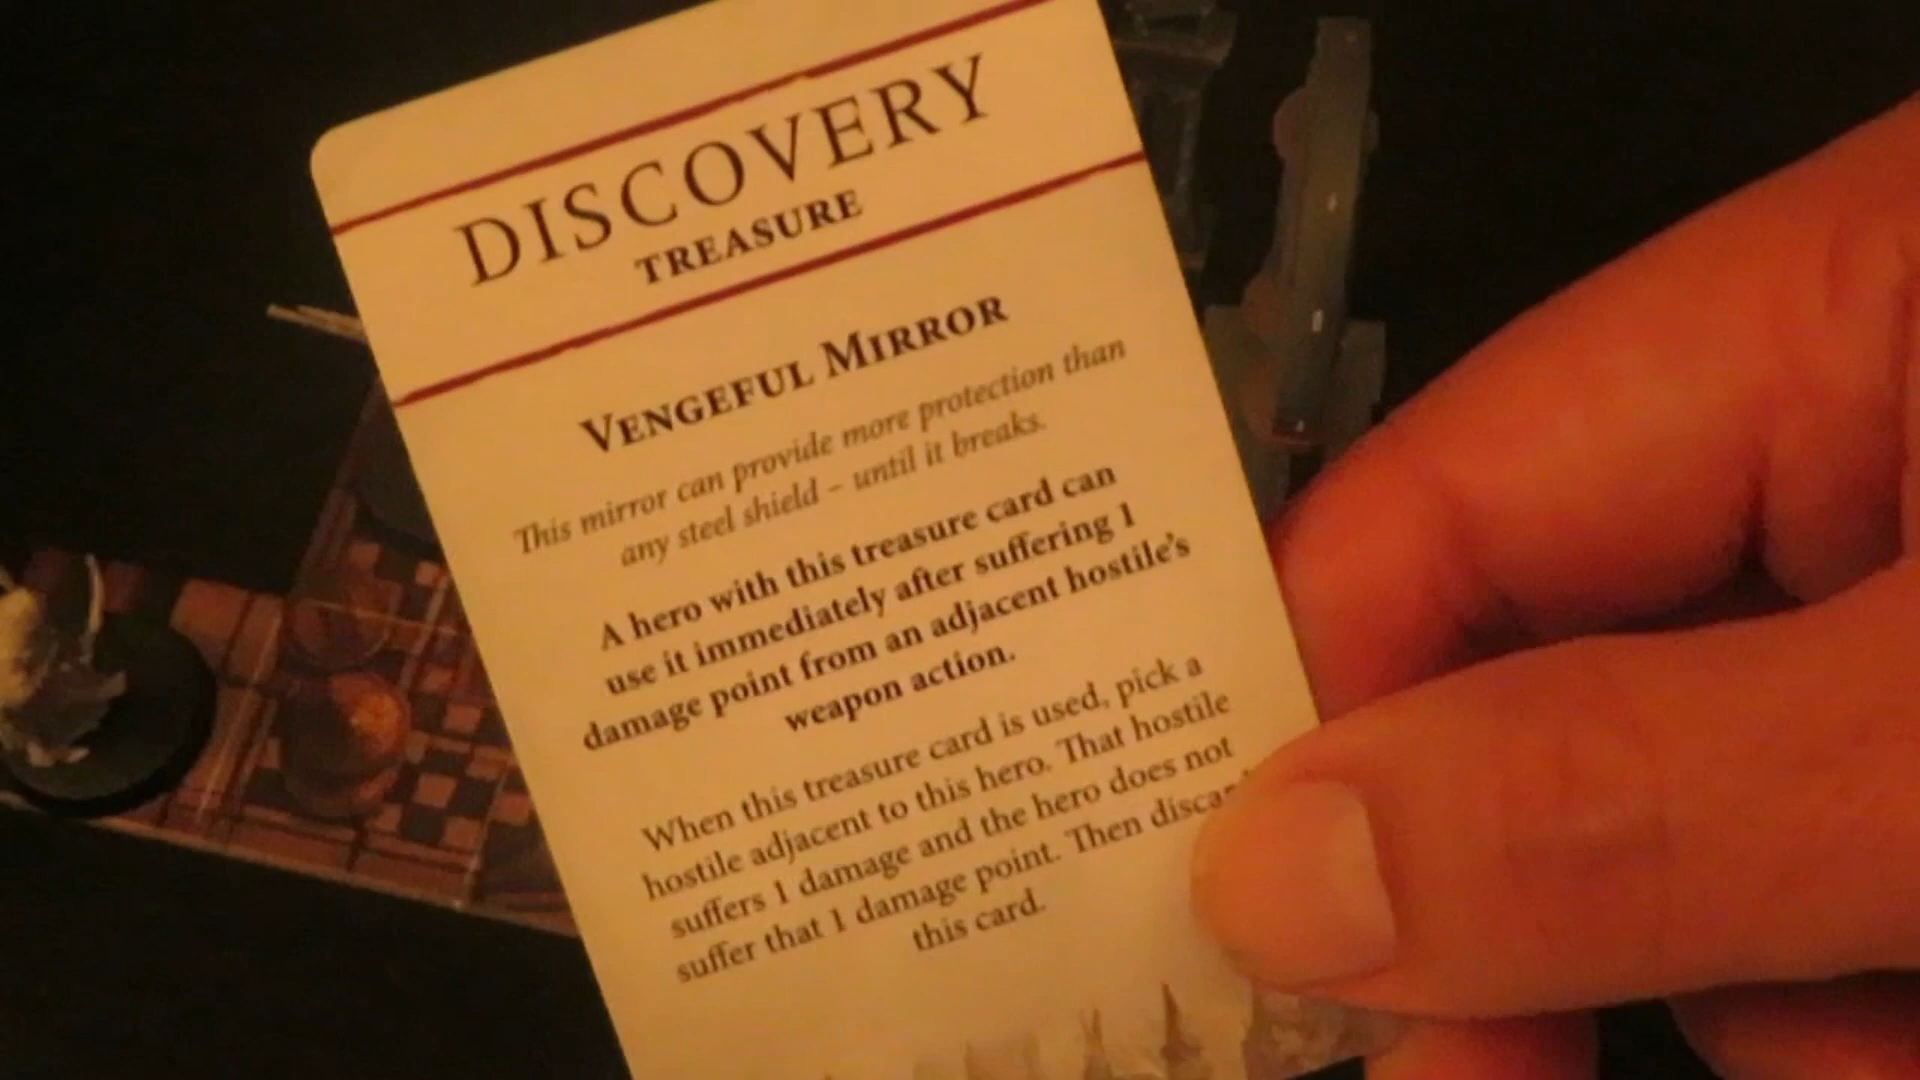 DISCOVERY
TREASURE
VENGEFUL MIRROR
This mirror can provide more protection than
any steel shield – until it breaks.
A hero with this treasure card can
use it immediately after suffering 1
damage point from an adjacent hostile's
weapon action.
When this treasure card is used, pick a
hostile adjacent to this hero. That hostile
suffers 1 damage and the hero does not
suffer that 1 damage point. Then
this card.